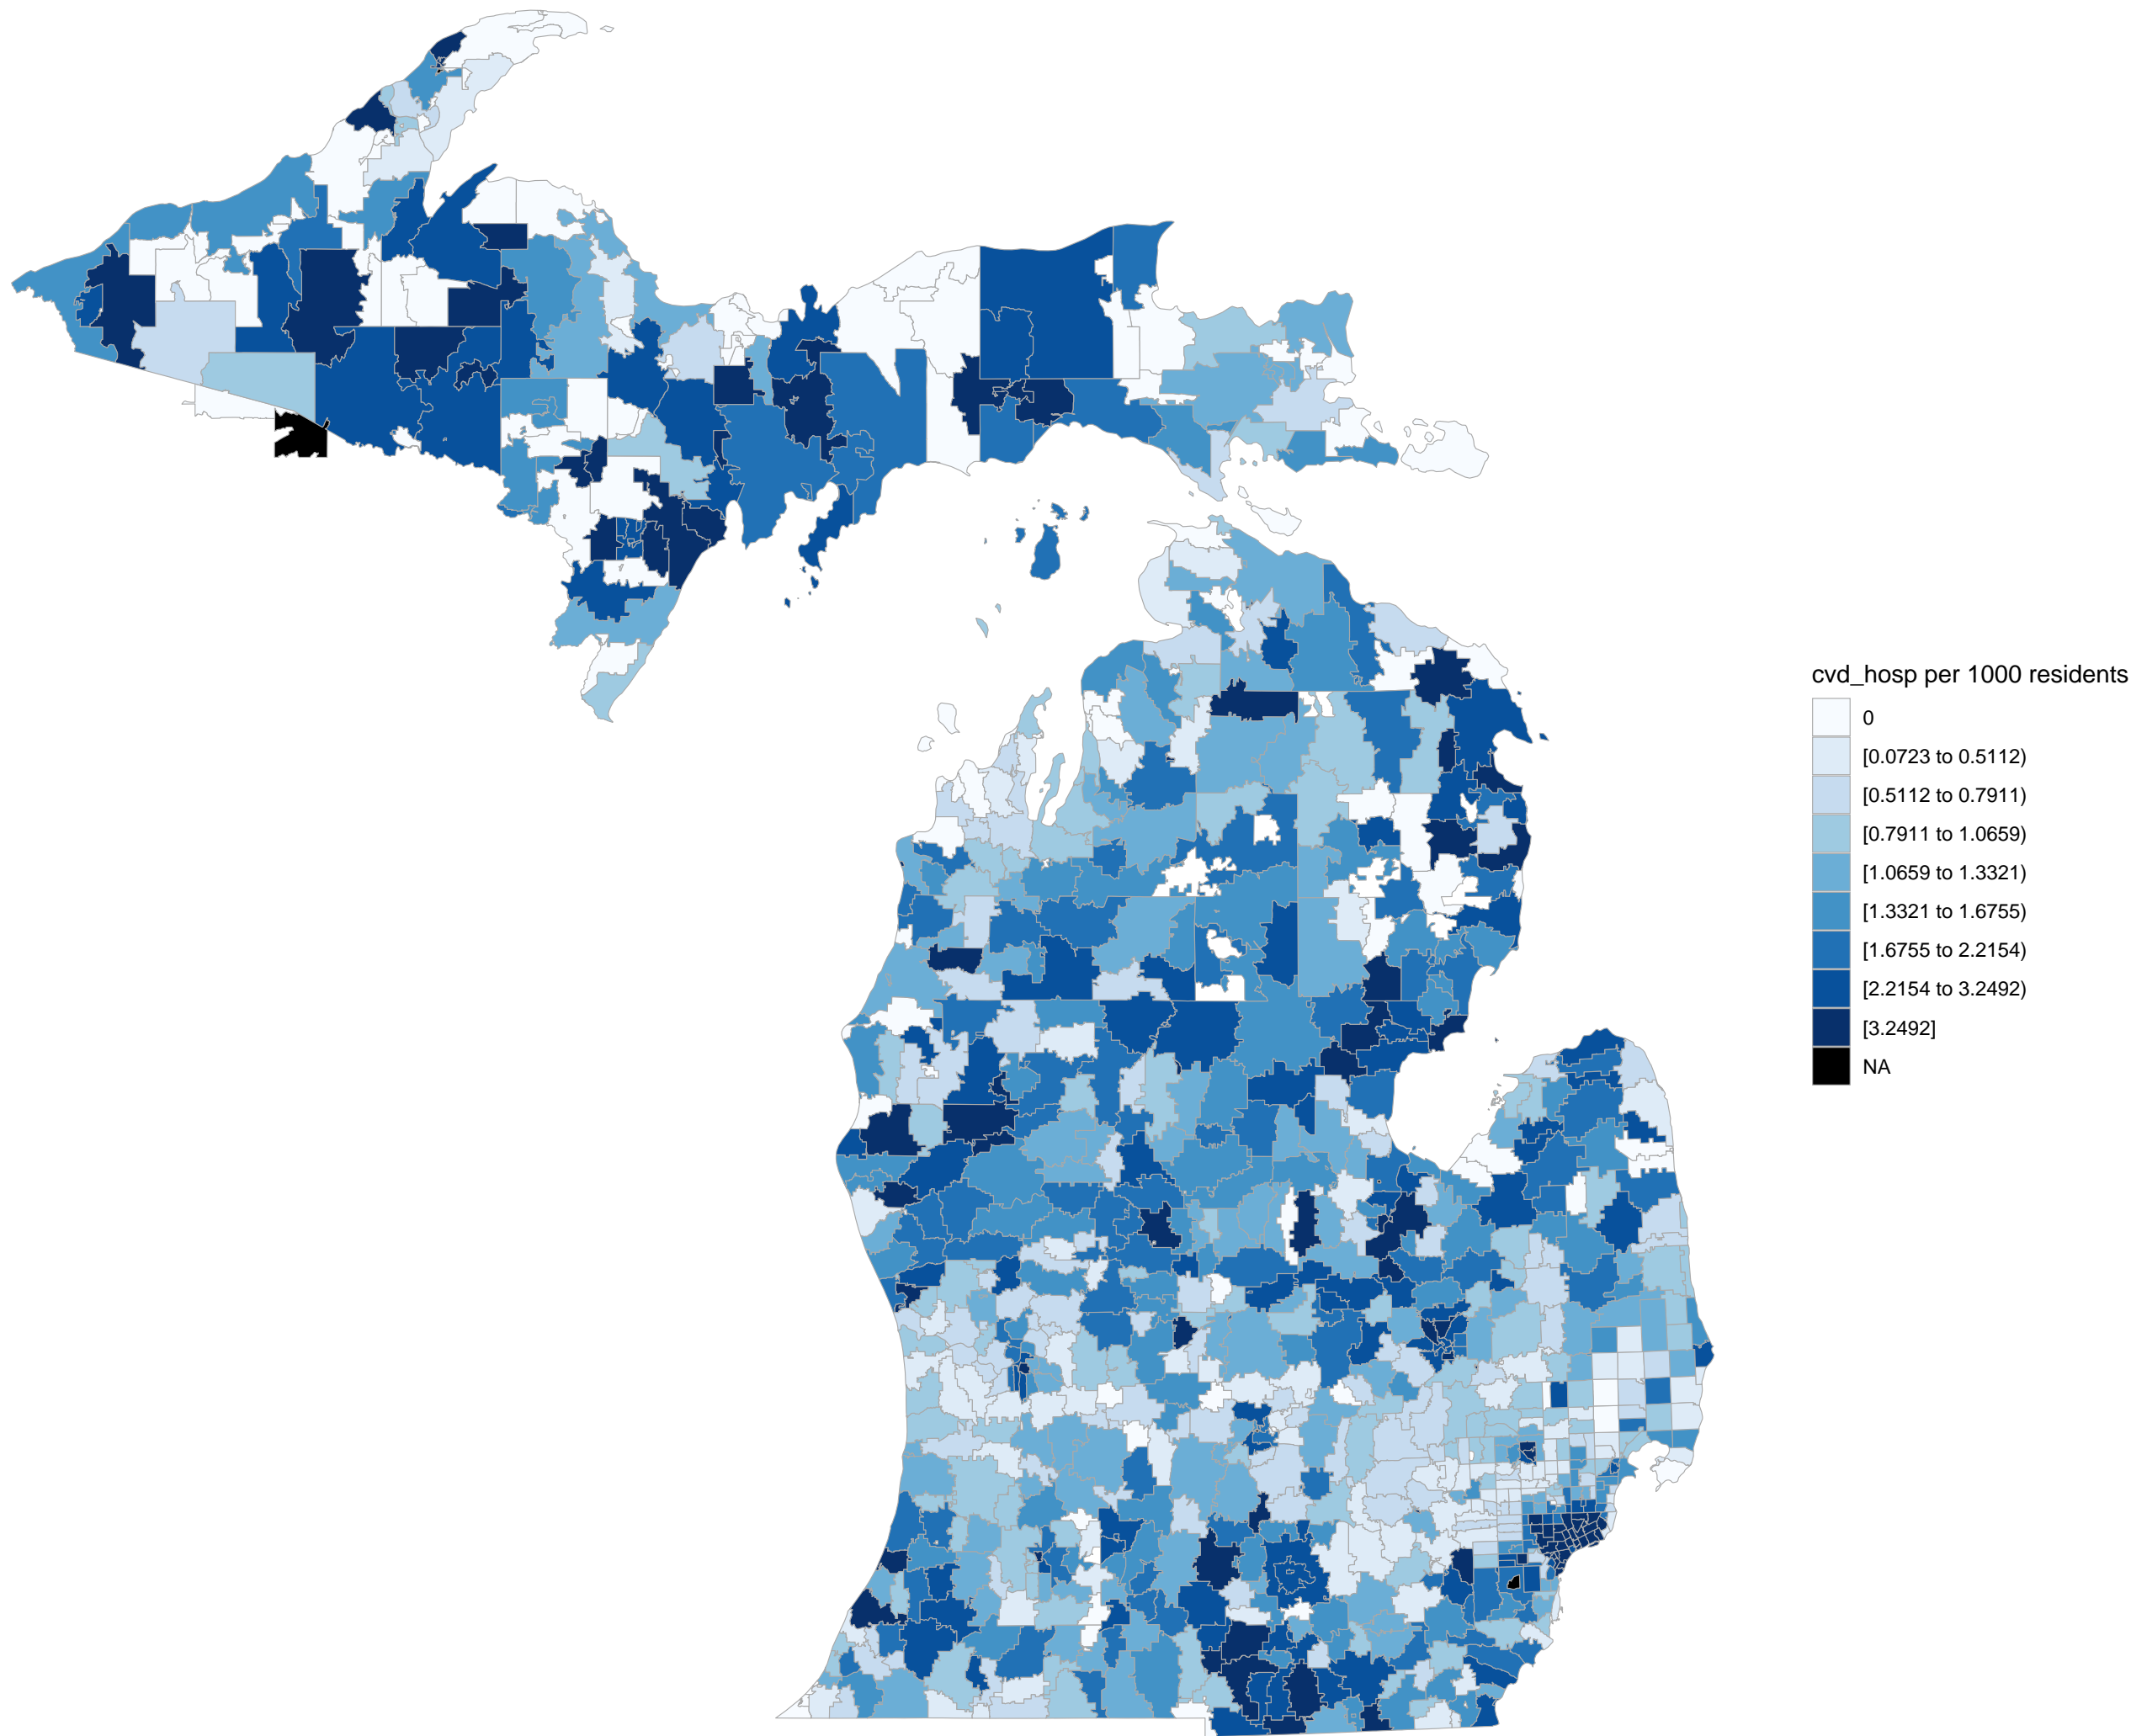 cvd_hosp per 1000 residents
0
[0.0723 to 0.5112)
[0.5112 to 0.7911)
[0.7911 to 1.0659)
[1.0659 to 1.3321)
[1.3321 to 1.6755)
[1.6755 to 2.2154)
[2.2154 to 3.2492)
[3.2492]
NA